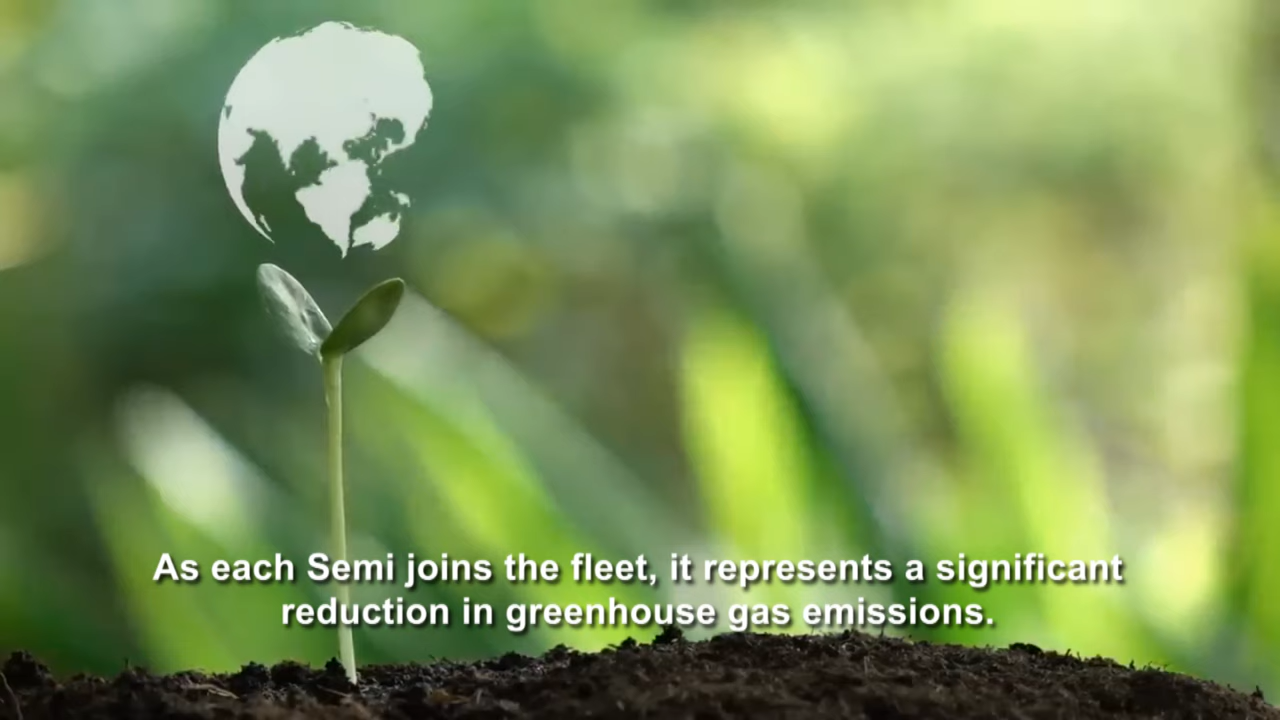 As each Semi joins the fleet, it represents a significant
reduction in greenhouse gas emissions.